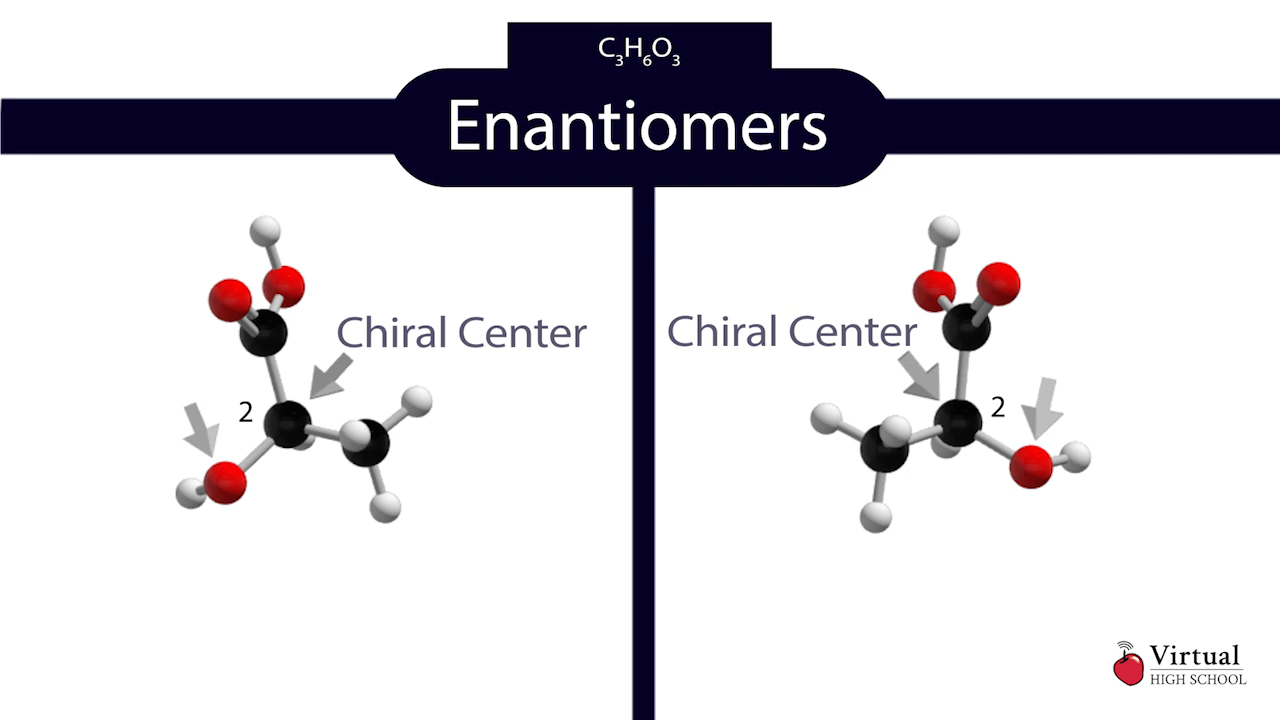 C₃H₆O₃
Enantiomers
Chiral Center
Chiral Center
2
2
Virtual
HIGH SCHOOL